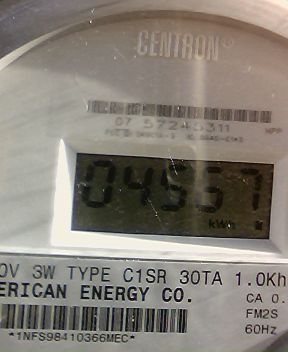 CENTRON®
07 57245311
04557
kWh
0V 3W TYPE C1SR 30TA 1.0Kh
ERICAN ENERGY CO.
CA 0.
FM2S
60Hz
*1NFS98410366MEC*